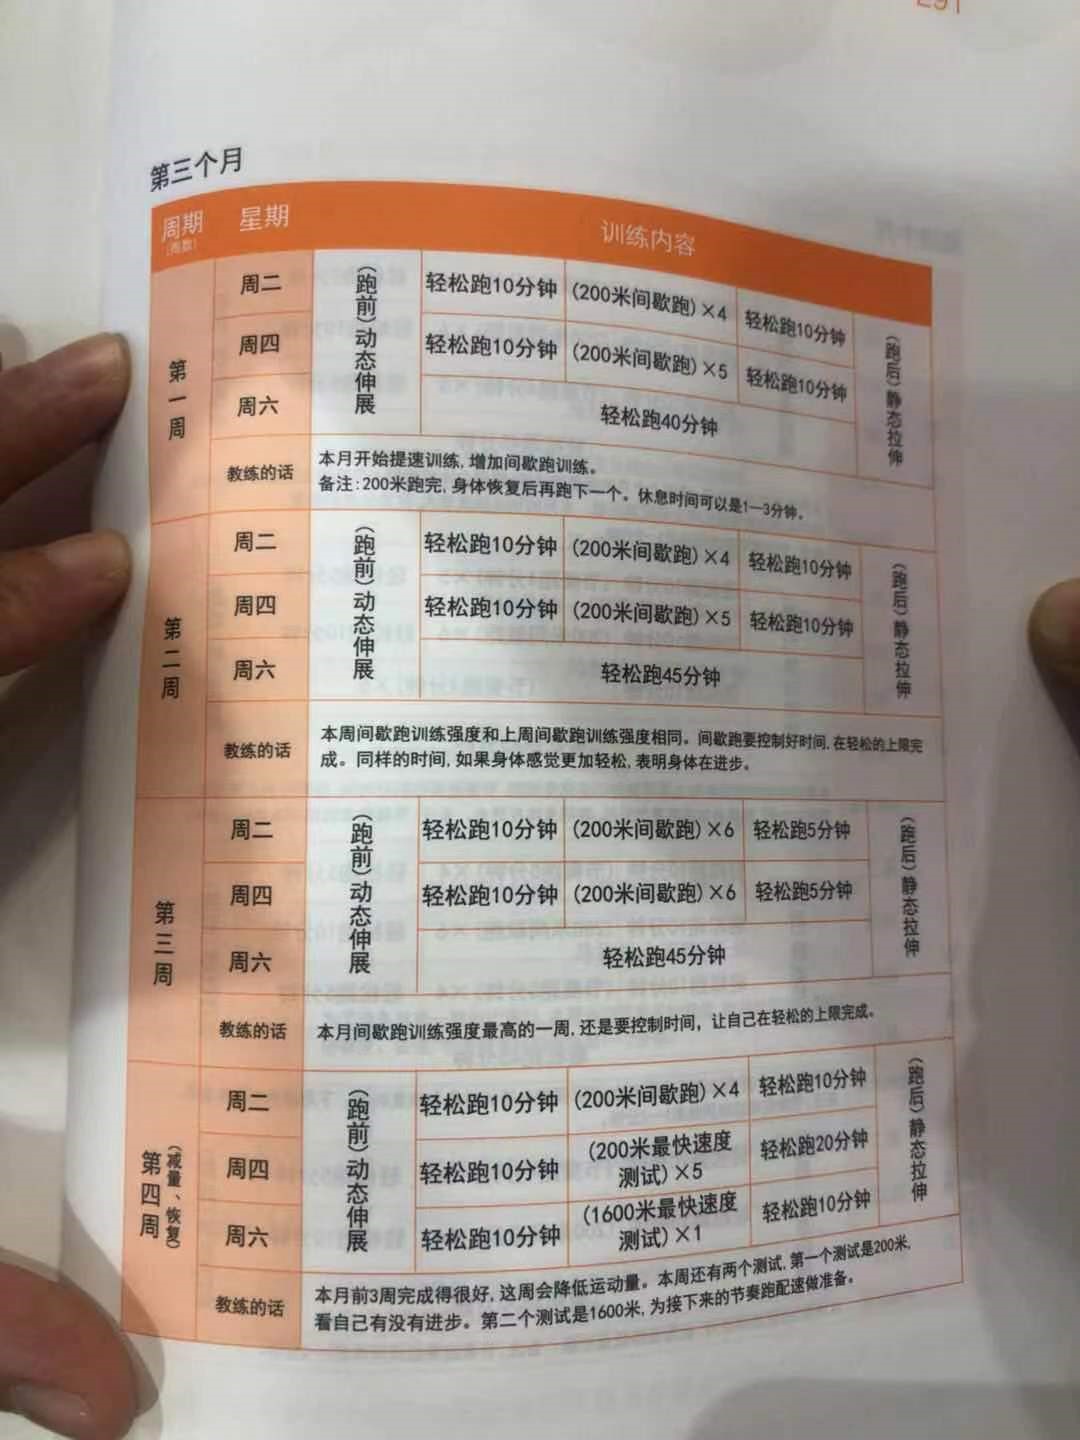 291
第三个月
周期 星期 训练内容
(周数)
第一周
周二 (跑前)动态伸展 轻松跑10分钟 (200米间歇跑)×4 轻松跑10分钟 (跑后)静态拉伸
周四 轻松跑10分钟 (200米间歇跑)×5 轻松跑10分钟
周六 轻松跑40分钟
教练的话 本月开始提速训练,增加间歇跑训练。
备注:200米跑完,身体恢复后再跑下一个。休息时间可以是1—3分钟。
第二周
周二 (跑前)动态伸展 轻松跑10分钟 (200米间歇跑)×4 轻松跑10分钟 (跑后)静态拉伸
周四 轻松跑10分钟 (200米间歇跑)×5 轻松跑10分钟
周六 轻松跑45分钟
教练的话 本周间歇跑训练强度和上周间歇跑训练强度相同。间歇跑要控制好时间,在轻松的上限完
成。同样的时间,如果身体感觉更加轻松,表明身体在进步。
第三周
周二 (跑前)动态伸展 轻松跑10分钟 (200米间歇跑)×6 轻松跑5分钟 (跑后)静态拉伸
周四 轻松跑10分钟 (200米间歇跑)×6 轻松跑5分钟
周六 轻松跑45分钟
教练的话 本月间歇跑训练强度最高的一周,还是要控制时间,让自己在轻松的上限完成。
第四周
(减量、恢复)
周二 (跑前)动态伸展 轻松跑10分钟 (200米间歇跑)×4 轻松跑10分钟 (跑后)静态拉伸
周四 轻松跑10分钟 (200米最快速度
测试)×5 轻松跑20分钟
周六 轻松跑10分钟 (1600米最快速度
测试)×1 轻松跑10分钟
教练的话 本月前3周完成得很好,这周会降低运动量。本周还有两个测试,第一个测试是200米,
看自己有没有进步。第二个测试是1600米,为接下来的节奏跑配速做准备。